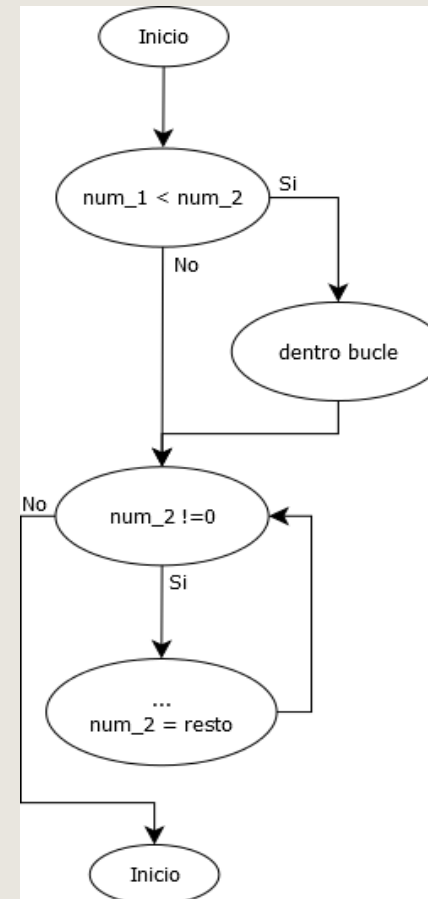 Inicio
num_1 < num_2
Si
No
dentro bucle
No
num_2 !=0
Si
...
num_2 = resto
Inicio